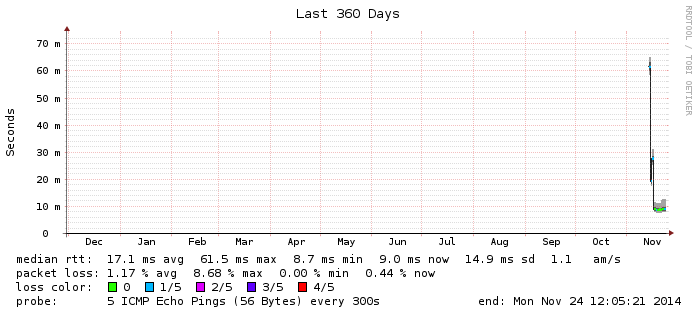 Last 360 Days
RRDTOOL / TOBI OETIKER
Seconds
70 m
60 m
50 m
40 m
30 m
20 m
10 m
0
Dec Jan Feb Mar Apr May Jun Jul Aug Sep Oct Nov
median rtt: 17.1 ms avg 61.5 ms max 8.7 ms min 9.0 ms now 14.9 ms sd 1.1 am/s
packet loss: 1.17 % avg 8.68 % max 0.00 % min 0.44 % now
loss color: 0 1/5 2/5 3/5 4/5
probe: 5 ICMP Echo Pings (56 Bytes) every 300s end: Mon Nov 24 12:05:21 2014